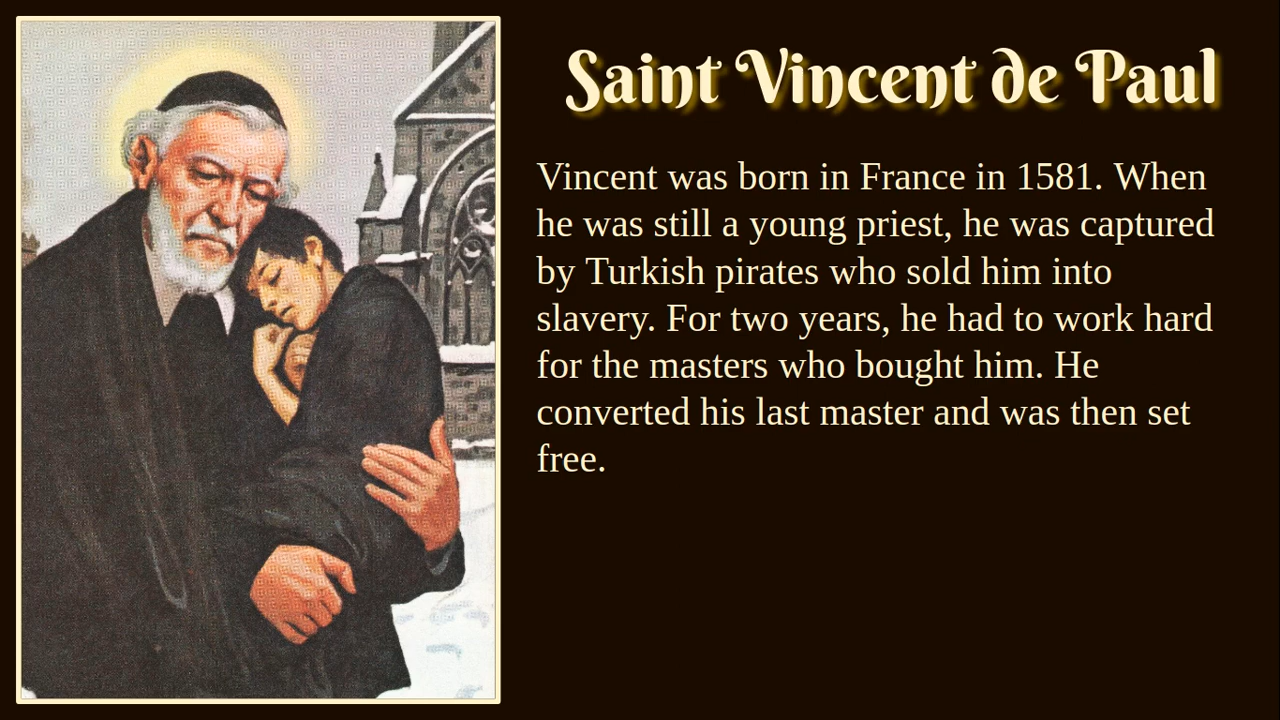 Saint Vincent de Paul
Vincent was born in France in 1581. When
he was still a young priest, he was captured
by Turkish pirates who sold him into
slavery. For two years, he had to work hard
for the masters who bought him. He
converted his last master and was then set
free.